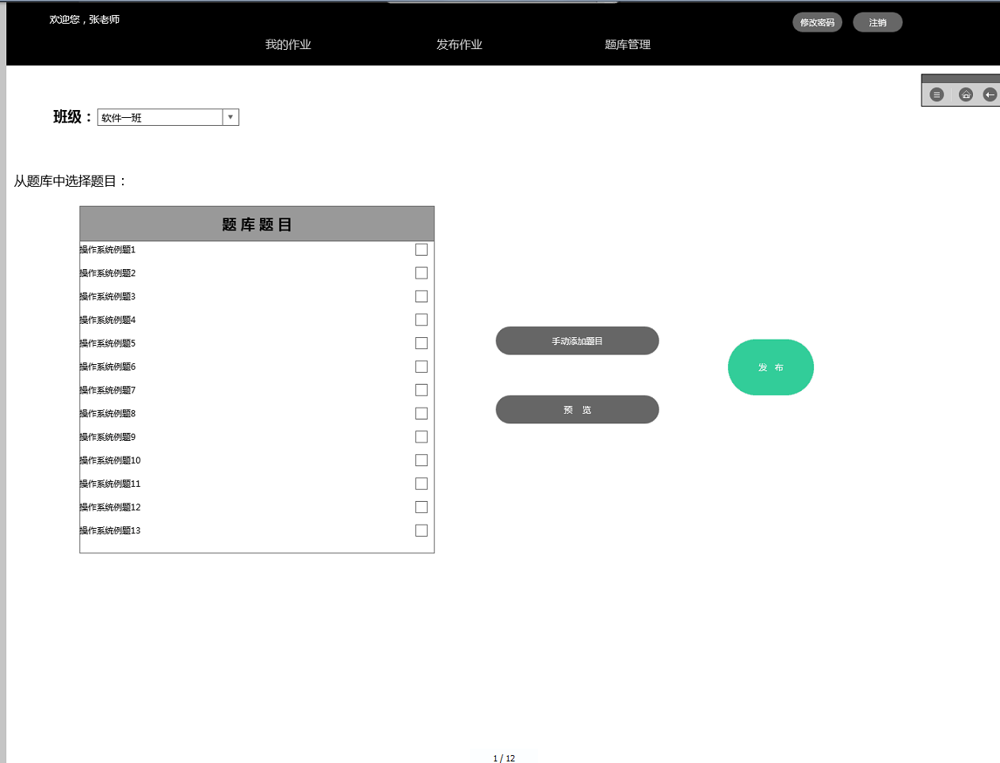 欢迎您，张老师
修改密码
注销
我的作业
发布作业
题库管理
班级：
软件一班
从题库中选择题目：
题 库 题 目
操作系统例题1
操作系统例题2
操作系统例题3
操作系统例题4
操作系统例题5
操作系统例题6
操作系统例题7
操作系统例题8
操作系统例题9
操作系统例题10
操作系统例题11
操作系统例题12
操作系统例题13
手动添加题目
预 览
发 布
1 / 12